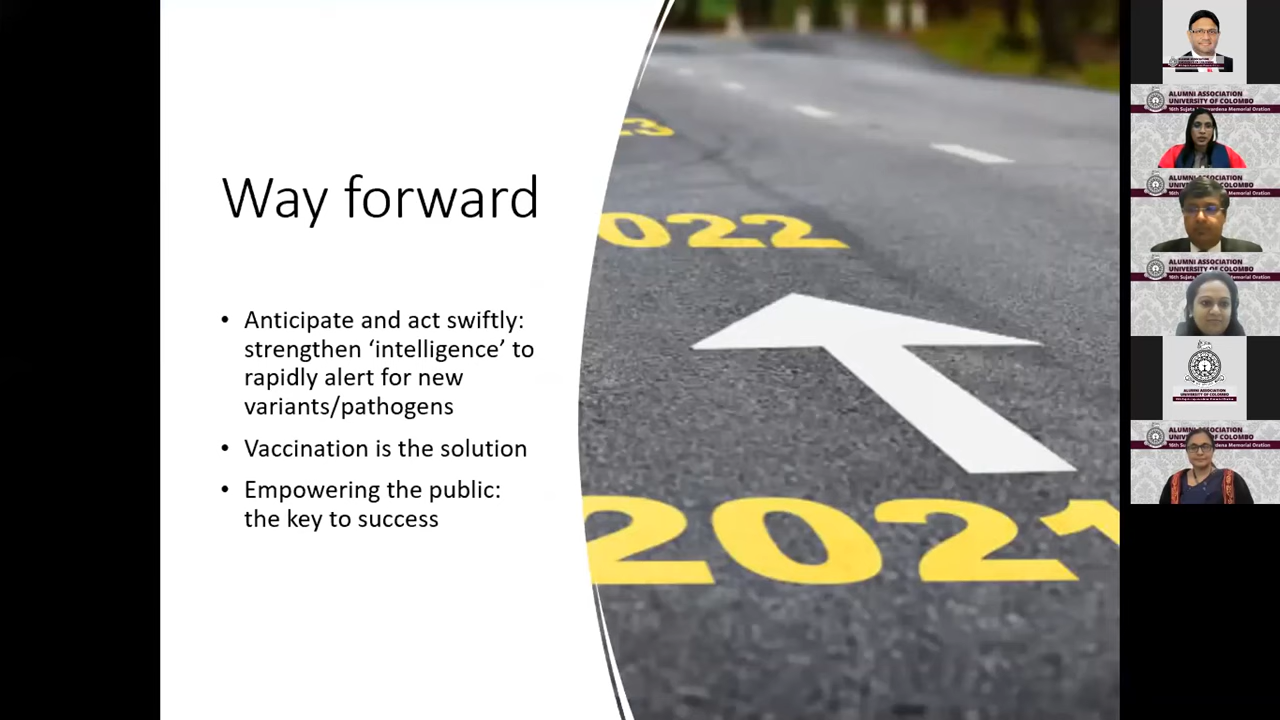 Way forward
• Anticipate and act swiftly:
strengthen ‘intelligence’ to
rapidly alert for new
variants/pathogens
• Vaccination is the solution
• Empowering the public:
the key to success
23
022
2021
ALUMNI ASSOCIATION
UNIVERSITY OF COLOMBO
ALUMNI ASSOCIATION
UNIVERSITY OF COLOMBO
ALUMNI ASSOCIATION
UNIVERSITY OF COLOMBO
ALUMNI ASSOCIATION
UNIVERSITY OF COLOMBO